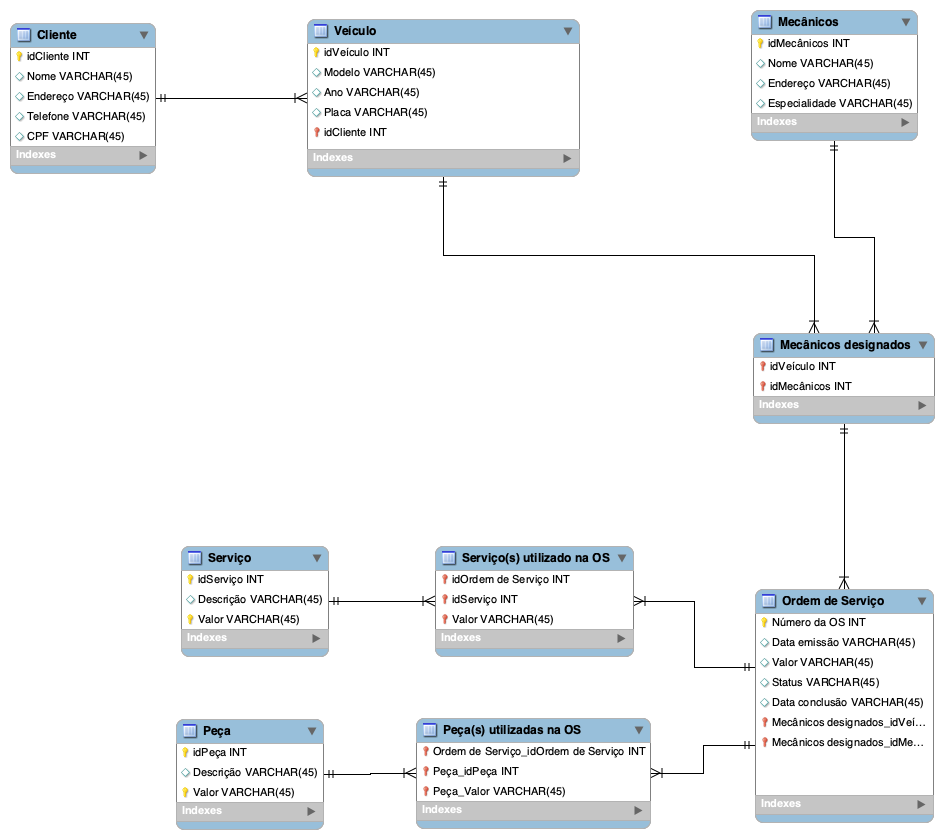 Cliente
idCliente INT
Nome VARCHAR(45)
Endereço VARCHAR(45)
Telefone VARCHAR(45)
CPF VARCHAR(45)
Indexes
Veículo
idVeículo INT
Modelo VARCHAR(45)
Ano VARCHAR(45)
Placa VARCHAR(45)
idCliente INT
Indexes
Mecânicos
idMecânicos INT
Nome VARCHAR(45)
Endereço VARCHAR(45)
Especialidade VARCHAR(45)
Indexes
Mecânicos designados
idVeículo INT
idMecânicos INT
Indexes
Serviço
idServiço INT
Descrição VARCHAR(45)
Valor VARCHAR(45)
Indexes
Serviço(s) utilizado na OS
idOrdem de Serviço INT
idServiço INT
Valor VARCHAR(45)
Indexes
Ordem de Serviço
Número da OS INT
Data emissão VARCHAR(45)
Valor VARCHAR(45)
Status VARCHAR(45)
Data conclusão VARCHAR(45)
Mecânicos designados_idVeí...
Mecânicos designados_idMe...
Indexes
Peça
idPeça INT
Descrição VARCHAR(45)
Valor VARCHAR(45)
Indexes
Peça(s) utilizadas na OS
Ordem de Serviço_idOrdem de Serviço INT
Peça_idPeça INT
Peça_Valor VARCHAR(45)
Indexes